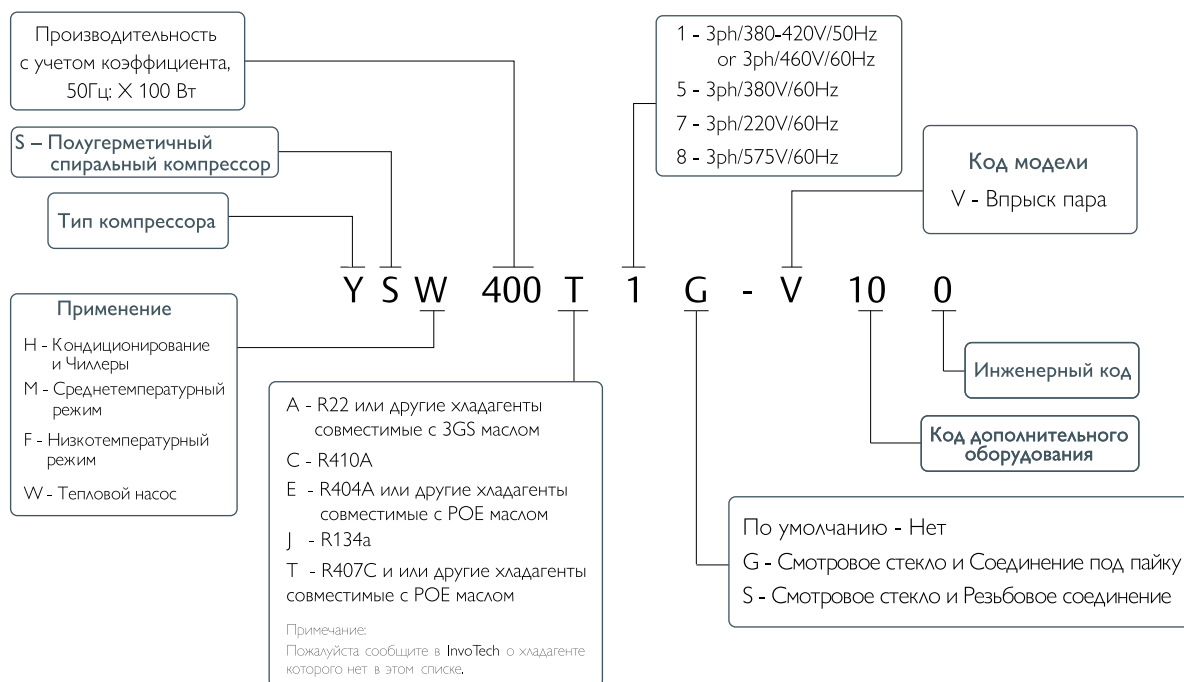 Производительность
с учетом коэффициента,
50Гц: X 100 Вт
S – Полугерметичный
спиральный компрессор
Тип компрессора
1 - 3ph/380-420V/50Hz
or 3ph/460V/60Hz
5 - 3ph/380V/60Hz
7 - 3ph/220V/60Hz
8 - 3ph/575V/60Hz
Код модели
V - Впрыск пара
Y S W 400 T 1 G - V 10 0
Применение
H - Кондиционирование
и Чиллеры
M - Среднетемпературный
режим
F - Низкотемпературный
режим
W - Тепловой насос
A - R22 или другие хладагенты
совместимые с 3GS маслом
C - R410A
E - R404A или другие хладагенты
совместимые с POE маслом
J - R134a
T - R407C и или другие хладагенты
совместимые с POE маслом
Примечание:
Пожалуйста сообщите в InvoTech о хладагенте
которого нет в этом списке.
Инженерный код
Код дополнительного
оборудования
По умолчанию - Нет
G - Смотровое стекло и Соединение под пайку
S - Смотровое стекло и Резьбовое соединение